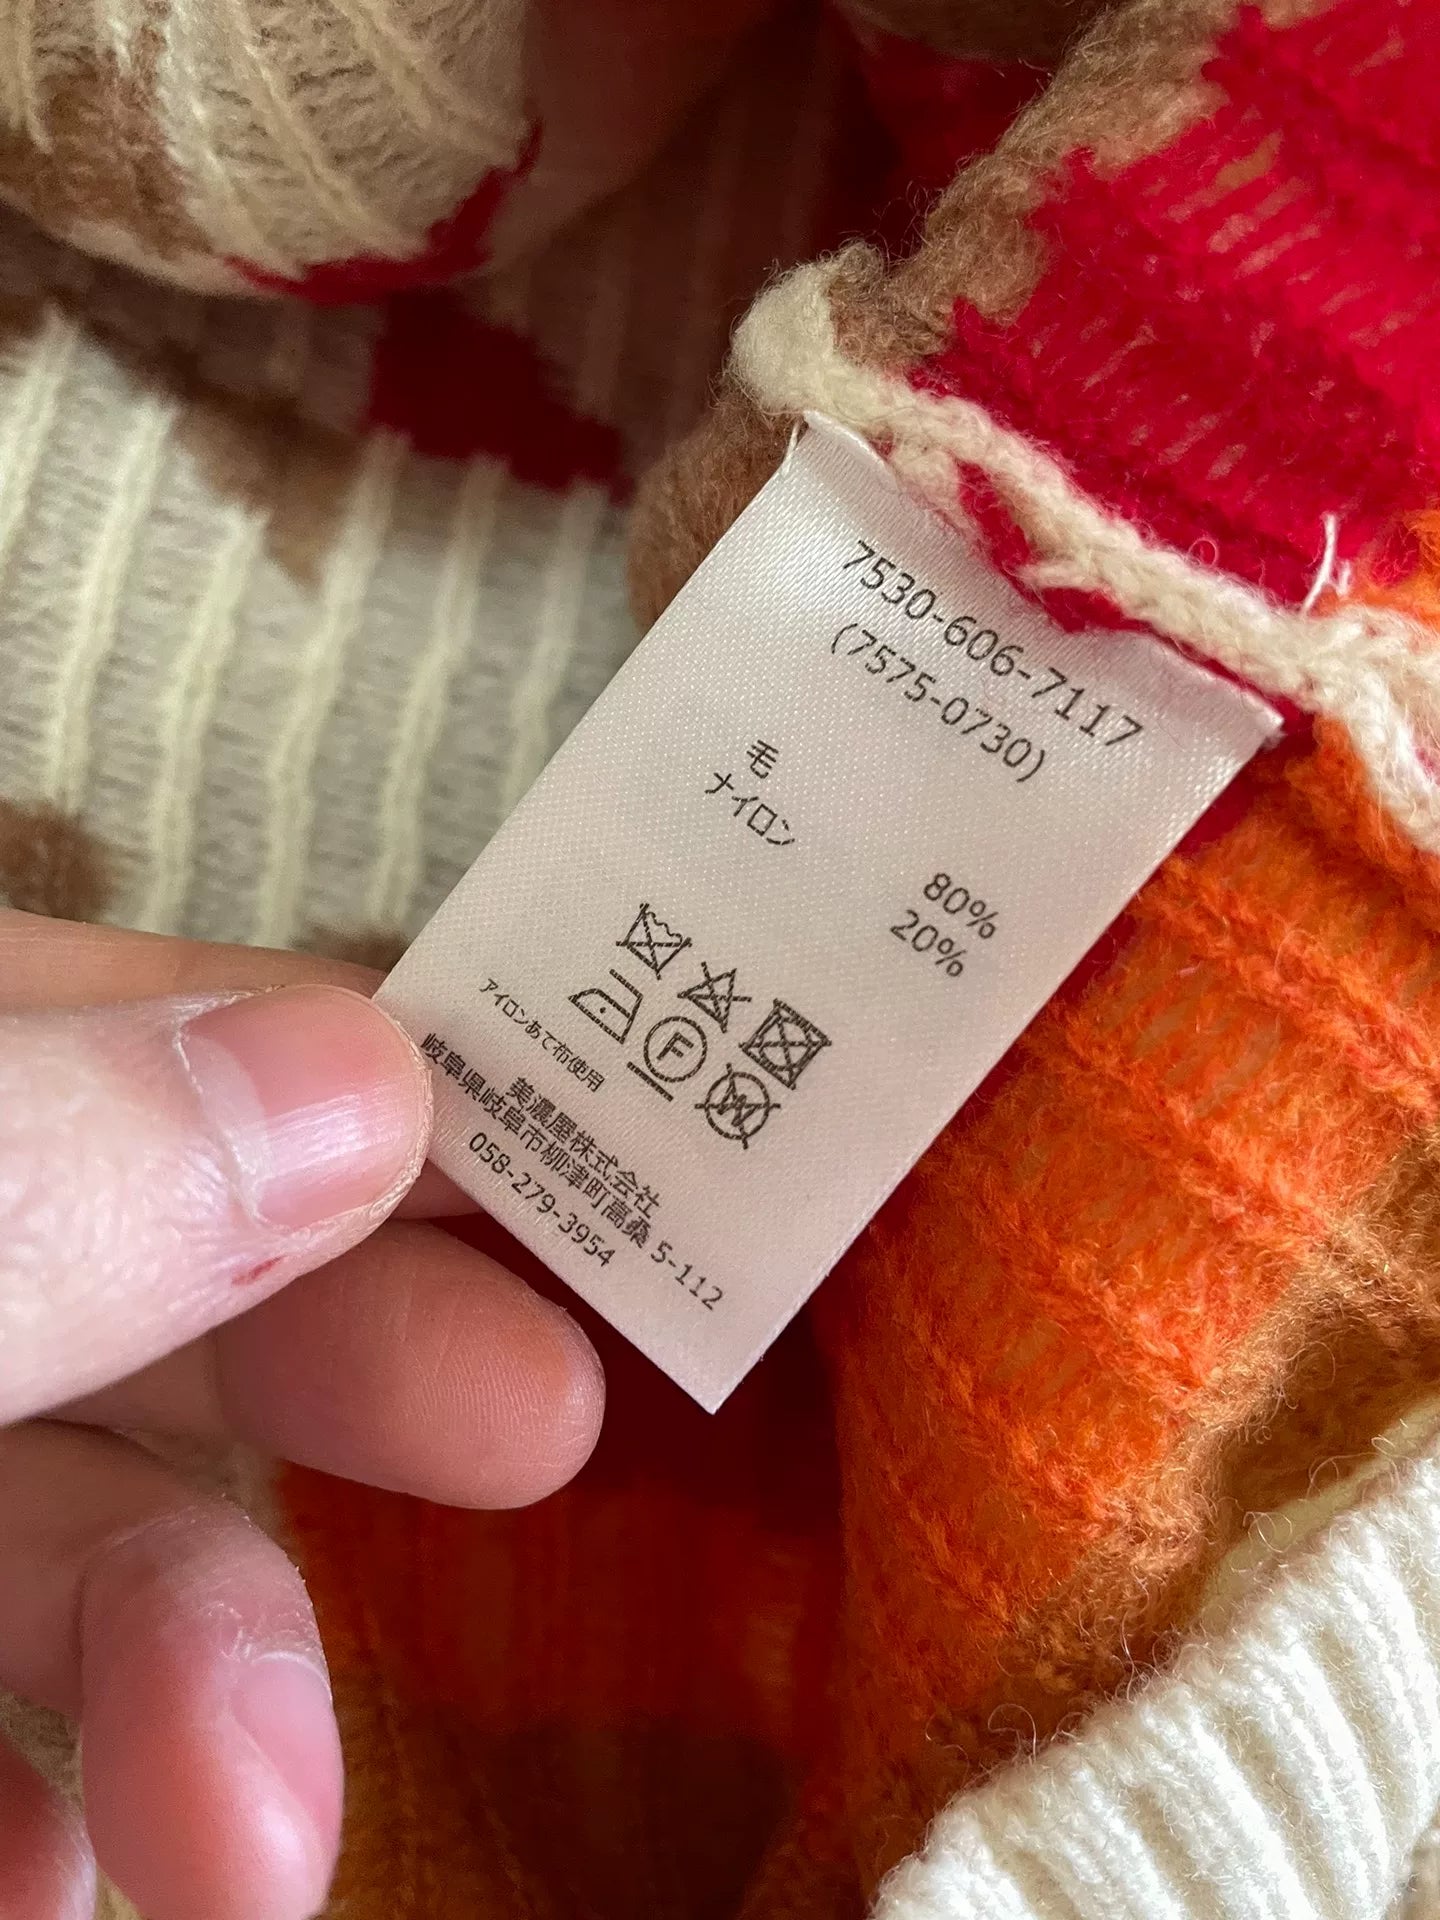 7530-606-7117
(7575-0730)
毛 80%
ナイロン 20%
F
W
アイロンあて布使用
美濃屋株式会社
岐阜県岐阜市柳津町高桑 5-112
058-279-3954